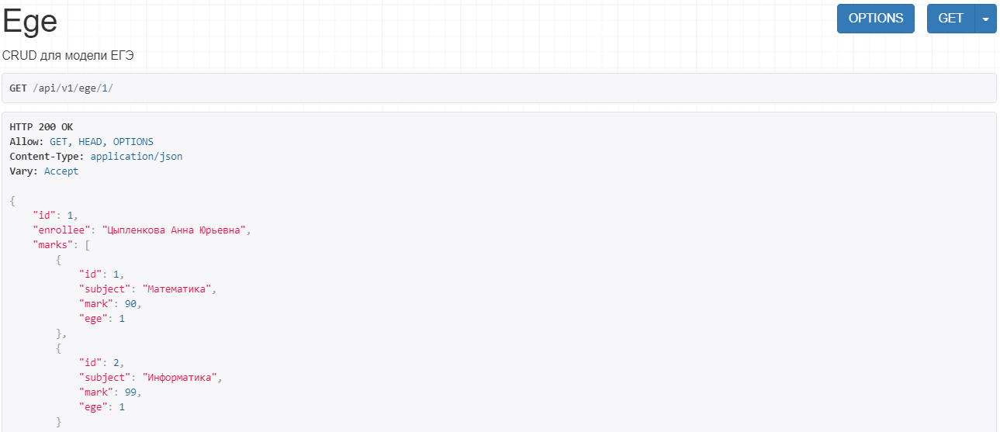 Ege
OPTIONS
GET
CRUD для модели ЕГЭ
GET /api/v1/ege/1/
HTTP 200 OK
Allow: GET, HEAD, OPTIONS
Content-Type: application/json
Vary: Accept
{
    "id": 1,
    "enrollee": "Цыпленкова Анна Юрьевна",
    "marks": [
        {
            "id": 1,
            "subject": "Математика",
            "mark": 90,
            "ege": 1
        },
        {
            "id": 2,
            "subject": "Информатика",
            "mark": 99,
            "ege": 1
        }